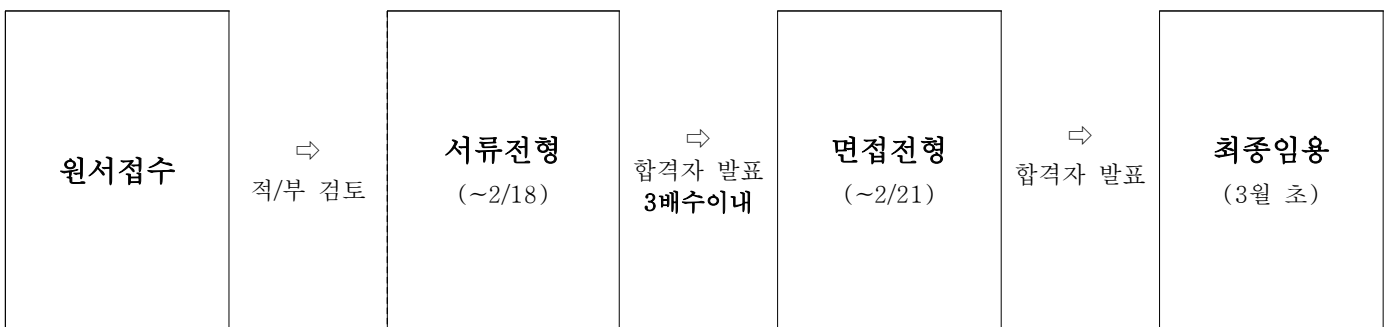 원서접수
⇨
적/부 검토
서류전형
(~2/18)
⇨
합격자 발표
3배수이내
면접전형
(~2/21)
⇨
합격자 발표
최종임용
(3월 초)